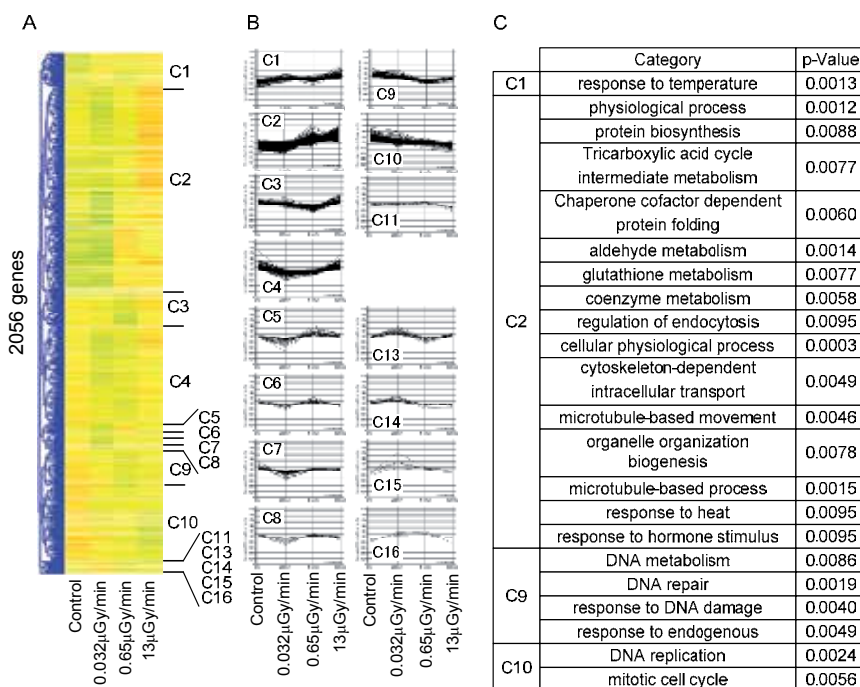 A
B
C
2056 genes
C1
C2
C3
C4
C5
C6
C7
C8
C9
C10
C11
C13
C14
C15
C16
Control
0.032μGy/min
0.65μGy/min
13μGy/min
C1
C2
C3
C4
C5
C6
C7
C8
C9
C10
C11
C13
C14
C15
C16
Control
0.032μGy/min
0.65μGy/min
13μGy/min
Control
0.032μGy/min
0.65μGy/min
13μGy/min
Category p-Value
C1 response to temperature 0.0013
C2
physiological process 0.0012
protein biosynthesis 0.0088
Tricarboxylic acid cycle
intermediate metabolism 0.0077
Chaperone cofactor dependent
protein folding 0.0060
aldehyde metabolism 0.0014
glutathione metabolism 0.0077
coenzyme metabolism 0.0058
regulation of endocytosis 0.0095
cellular physiological process 0.0003
cytoskeleton-dependent
intracellular transport 0.0049
microtubule-based movement 0.0046
organelle organization
biogenesis 0.0078
microtubule-based process 0.0015
response to heat 0.0095
response to hormone stimulus 0.0095
C9
DNA metabolism 0.0086
DNA repair 0.0019
response to DNA damage 0.0040
response to endogenous 0.0049
C10
DNA replication 0.0024
mitotic cell cycle 0.0056